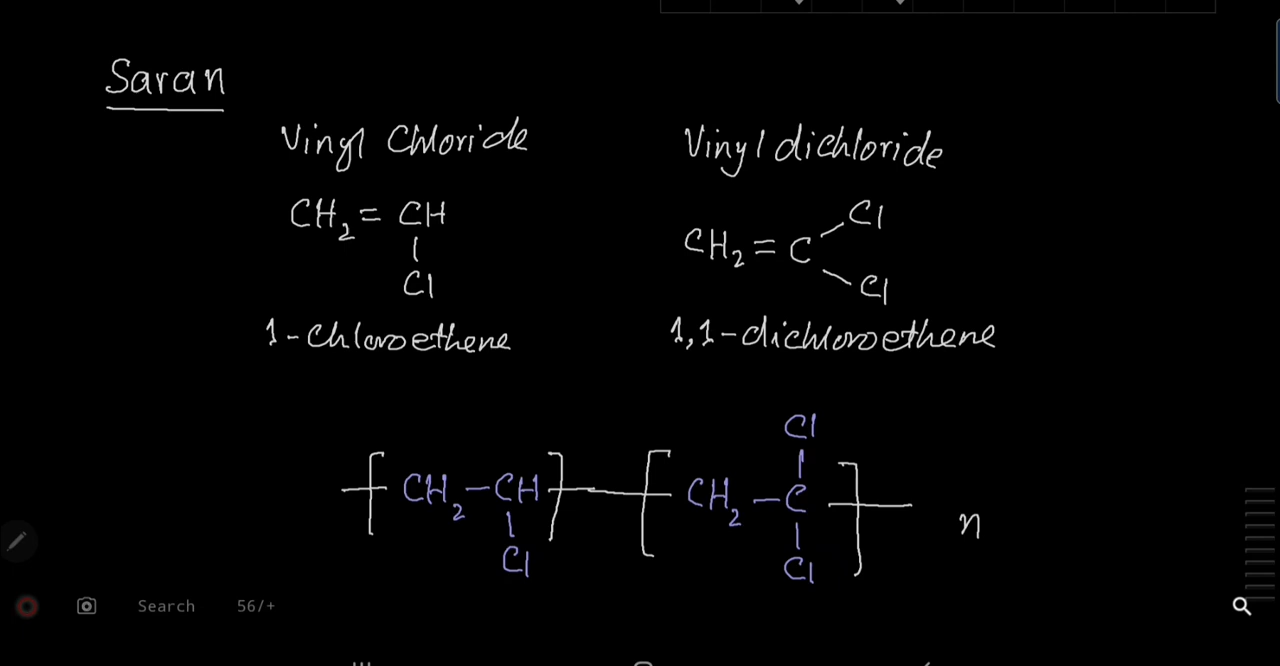 Saran
Vinyl Chloride
Vinyl dichloride
CH₂ = CH
Cl
CH₂ = C
Cl
Cl
1-Chloroethene
1,1-dichloroethene
Cl
CH₂ - CH
CH₂ - C
n
Cl
Cl
Search 56/+